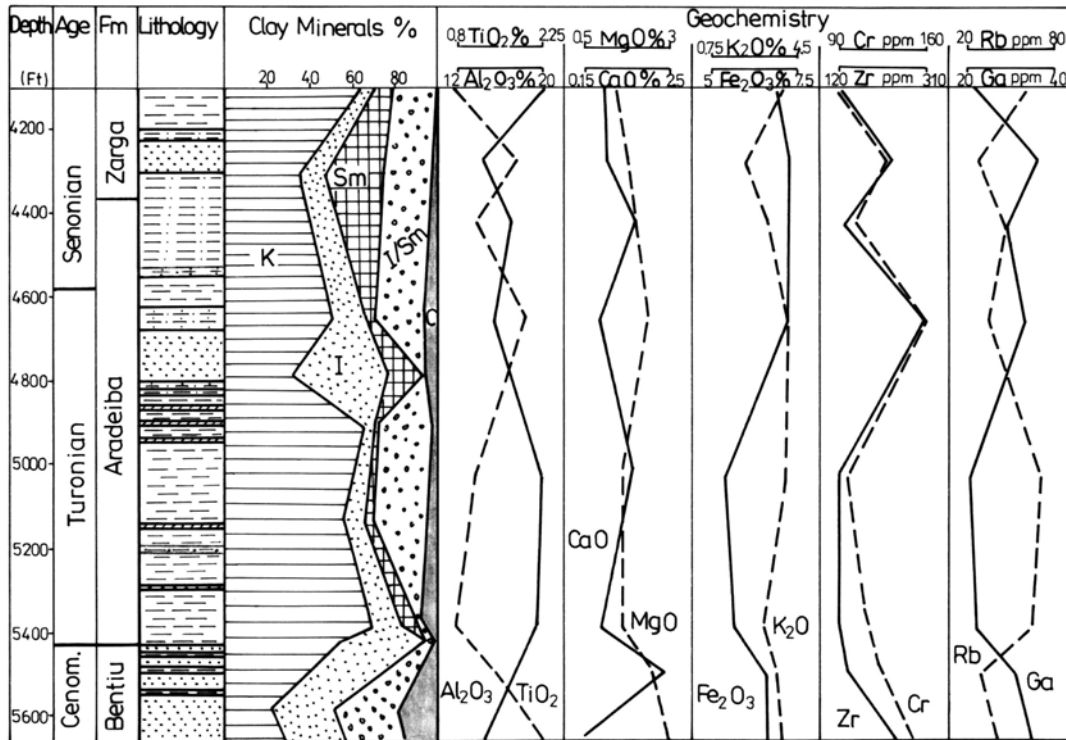 Geochemistry
Depth Age Fm Lithology Clay Minerals %
0,8 TiO₂% 2,25
0.5 MgO% 3
0,75 K₂O% 4,5
90 Cr ppm 160
20 Rb ppm 80
(Ft)
20 40 60 80
12 Al₂O₃% 20
0.15 CaO% 2,5
5 Fe₂O₃% 7.5
120 Zr ppm 310
20 Ga ppm 40
4200
4400
4600
4800
5000
5200
5400
5600
Senonian
Turonian
Cenom.
Zarga
Aradeiba
Bentiu
K
I
Sm
I/Sm
C
Al₂O₃
TiO₂
CaO
MgO
Fe₂O₃
K₂O
Zr
Cr
Rb
Ga